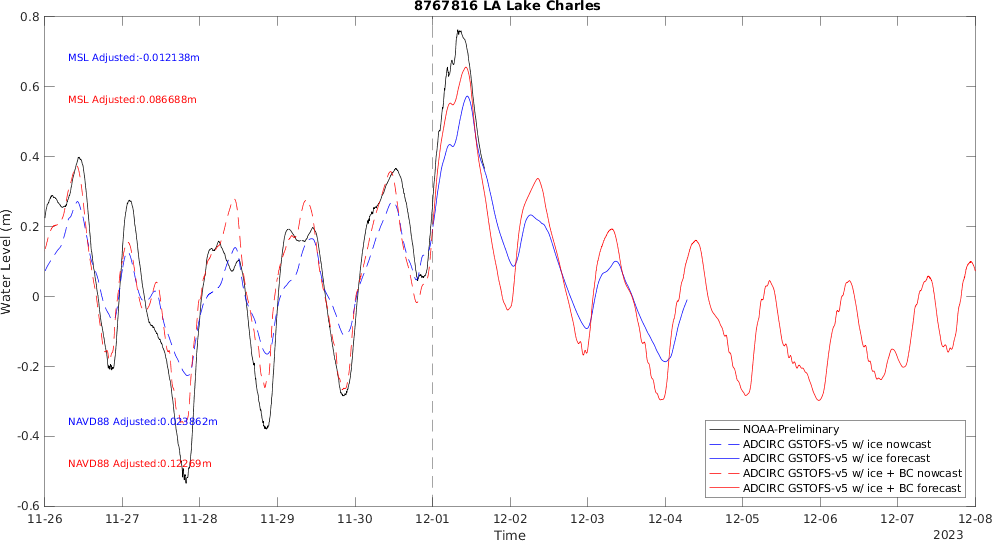 8767816 LA Lake Charles
0.8
0.6
0.4
0.2
0
-0.2
-0.4
-0.6
Water Level (m)
MSL Adjusted:-0.012138m
MSL Adjusted:0.086688m
NAVD88 Adjusted:0.023862m
NAVD88 Adjusted:0.12269m
NOAA-Preliminary
ADCIRC GSTOFS-v5 w/ ice nowcast
ADCIRC GSTOFS-v5 w/ ice forecast
ADCIRC GSTOFS-v5 w/ ice + BC nowcast
ADCIRC GSTOFS-v5 w/ ice + BC forecast
11-26 11-27 11-28 11-29 11-30 12-01 12-02 12-03 12-04 12-05 12-06 12-07 12-08
Time
2023